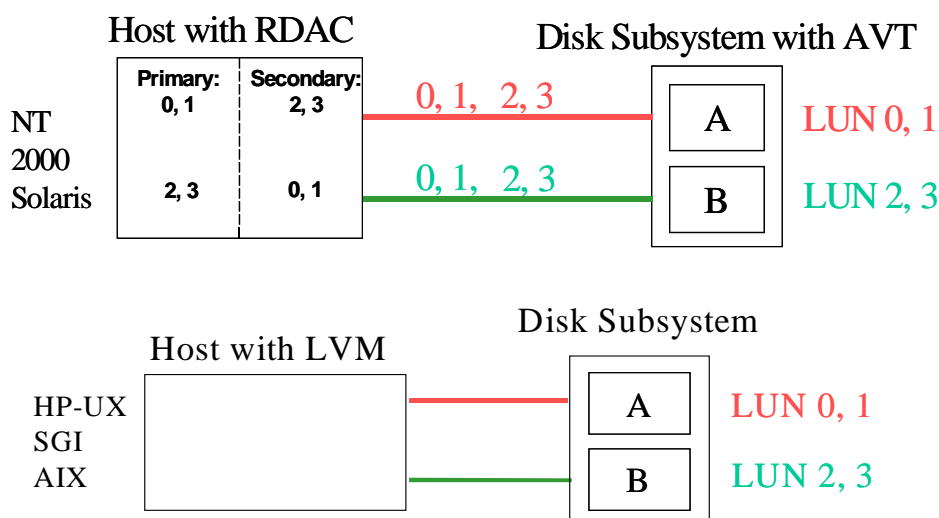 Host with RDAC
Disk Subsystem with AVT
Primary:
0, 1
Secondary:
2, 3
2, 3
0, 1
NT
2000
Solaris
0, 1, 2, 3
0, 1, 2, 3
A
B
LUN 0, 1
LUN 2, 3
Host with LVM
Disk Subsystem
HP-UX
SGI
AIX
A
B
LUN 0, 1
LUN 2, 3